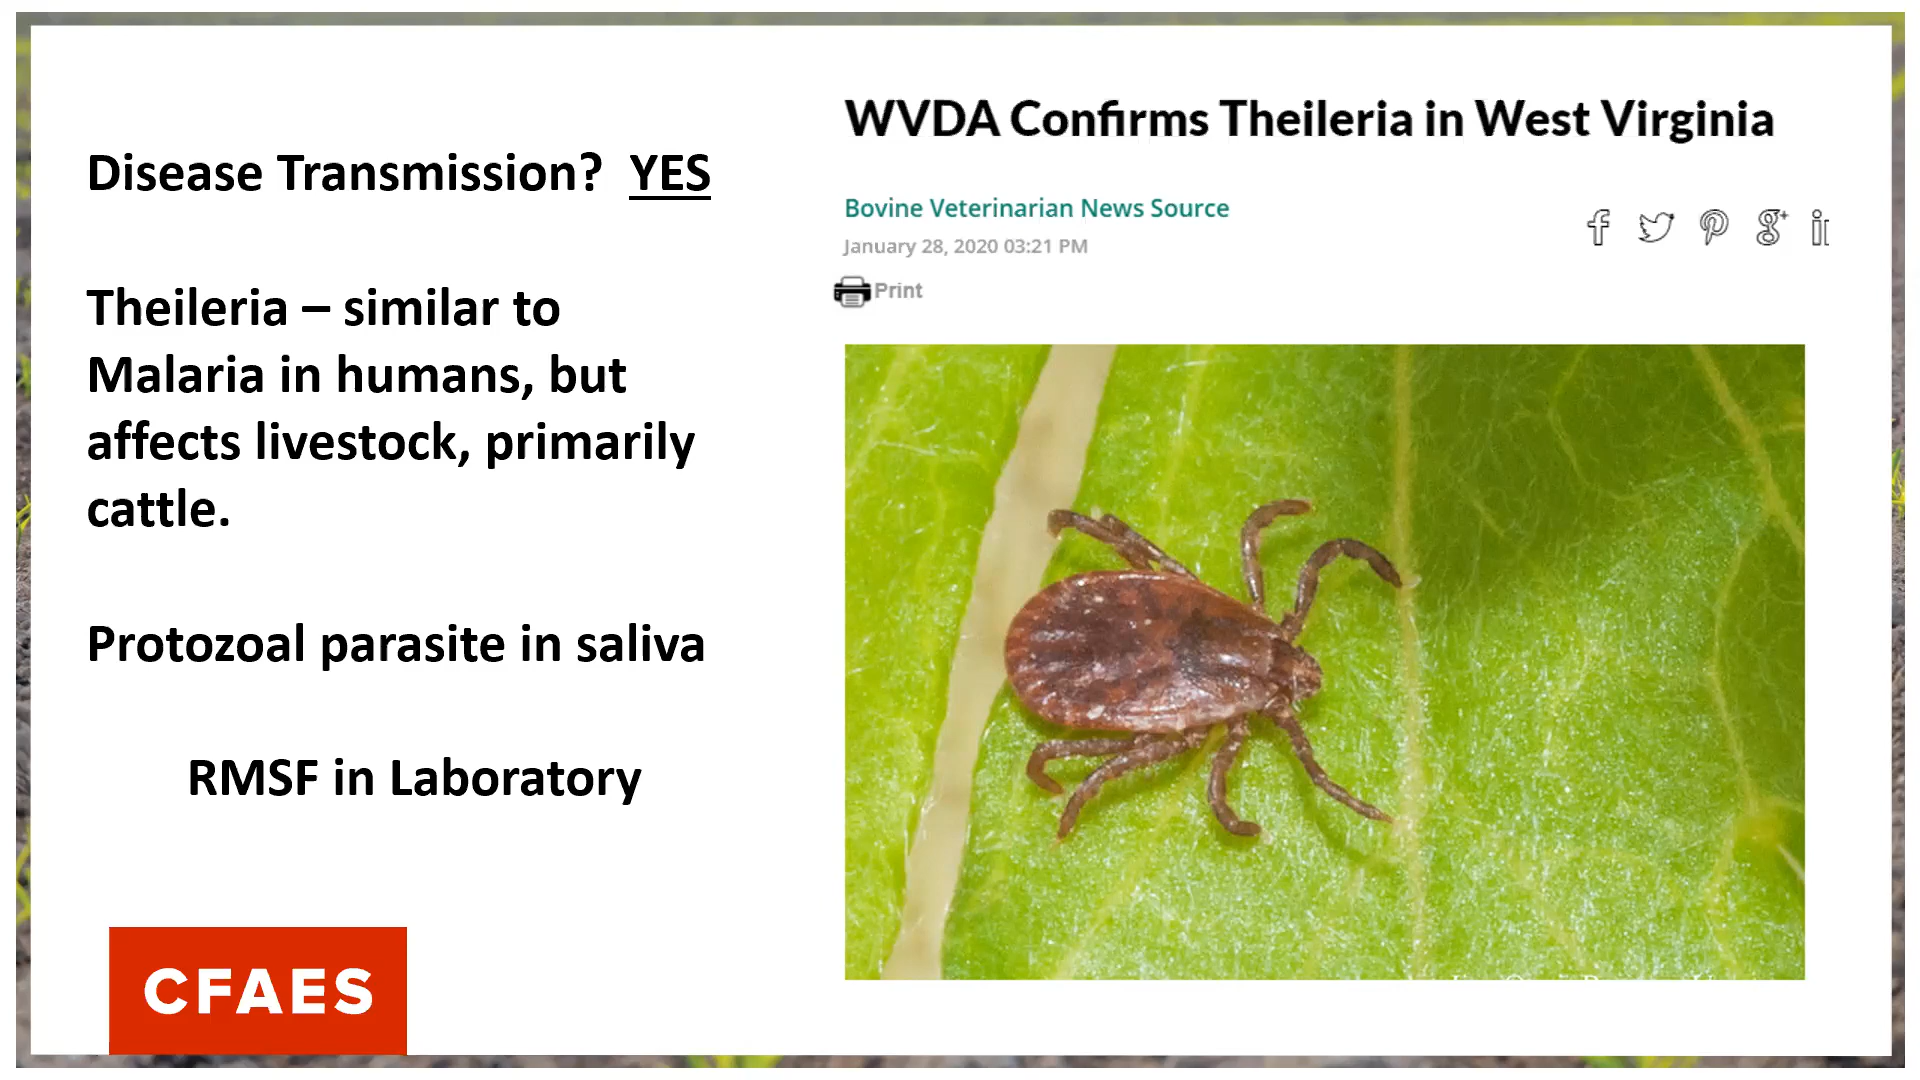 Disease Transmission? YES
Theileria – similar to
Malaria in humans, but
affects livestock, primarily
cattle.
Protozoal parasite in saliva
RMSF in Laboratory
CFAES
WVDA Confirms Theileria in West Virginia
Bovine Veterinarian News Source
January 28, 2020 03:21 PM
Print